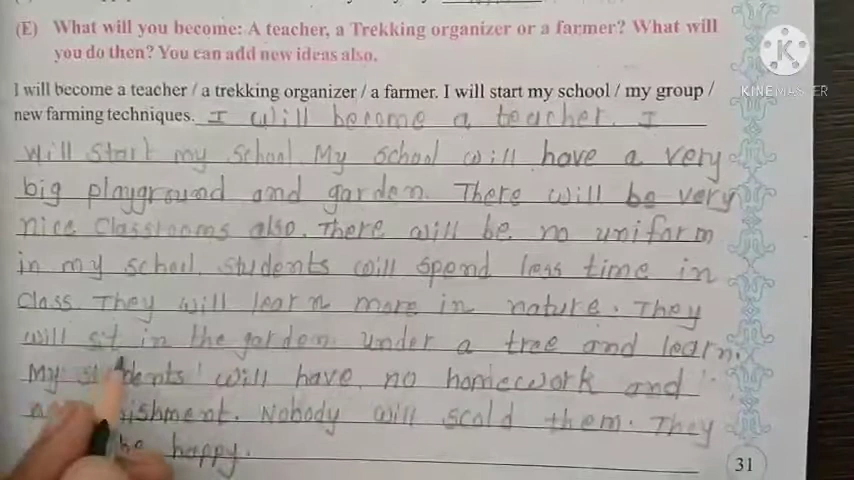 (E) What will you become: A teacher, a Trekking organizer or a farmer? What will
you do then? You can add new ideas also.
KINEMASTER
I will become a teacher / a trekking organizer / a farmer. I will start my school / my group /
new farming techniques. I will become a teacher. I
will start my school. My school will have a very
big playground and garden. There will be very
nice classrooms also. There will be no uniform
in my school. Students will spend less time in
class. They will learn more in nature. They
will sit in the garden under a tree and learn.
My students will have no homework and
ishment. Nobody will scold them. They
be happy.
31